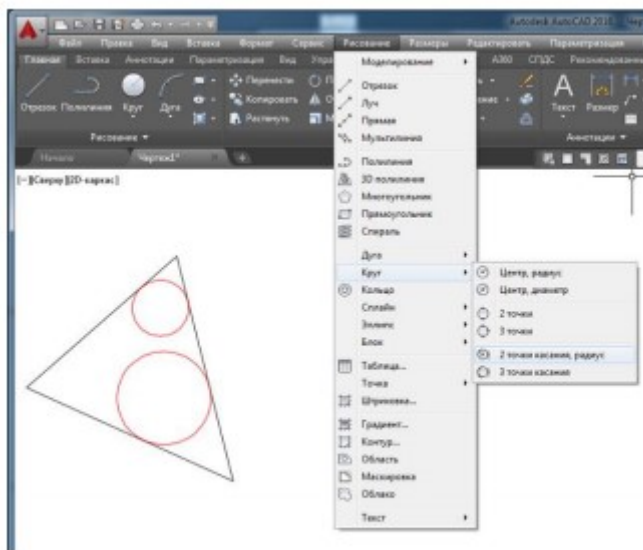 Autodesk AutoCAD 2016
Файл Правка Вид Вставка Формат Сервис Рисование Размеры Редактировать Параметризация
Главная Вставка Аннотации Параметризация Вид A360 СПДС
Отрезок Полилиния Круг Дуга
Перенести
Копировать
Растянуть
Текст Размер
Рисование
Аннотации
Начало Чертеж1*
[−][Сверху][2D-каркас]
Моделирование
Отрезок
Луч
Прямая
Мультилиния
Полилиния
3D полилиния
Многоугольник
Прямоугольник
Спираль
Дуга
Круг
Кольцо
Сплайн
Эллипс
Блок
Таблица...
Точка
Штриховка...
Градиент...
Контур...
Область
Маскировка
Облако
Текст
Центр, радиус
Центр, диаметр
2 точки
3 точки
2 точки касания, радиус
3 точки касания